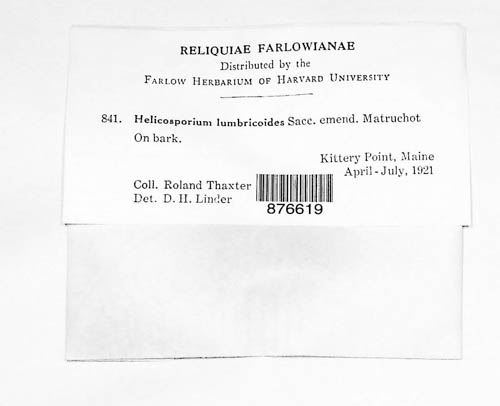 RELIQUIAE FARLOWIANAE
Distributed by the
FARLOW HERBARIUM OF HARVARD UNIVERSITY
841. Helicosporium lumbricoides Sacc. emend. Matruchot
On bark.
Kittery Point, Maine
April - July, 1921
Coll. Roland Thaxter
Det. D. H. Linder
876619